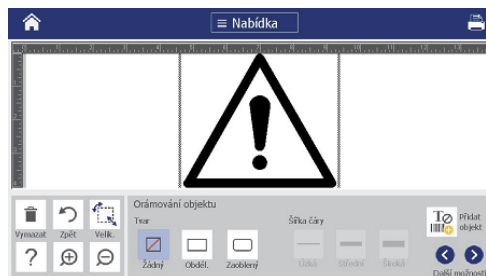 ≡ Nabídka
Orámování objektu
Tvar
Šířka čáry
Vymazat
Zpět
Velik.
Žádný
Obdél.
Zaoblený
Úzká
Střední
Široká
Přidat
objekt
Další možnosti